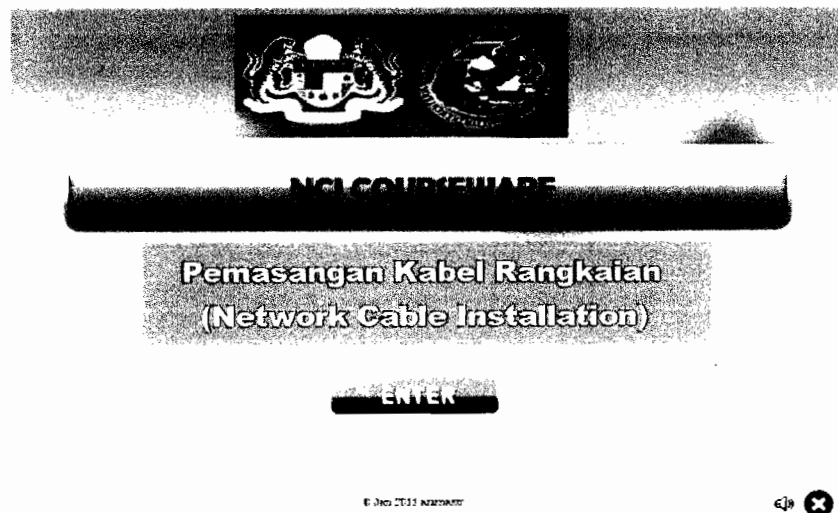 NCI COURSEWARE
Pemasangan Kabel Rangkaian
(Network Cable Installation)
ENTER